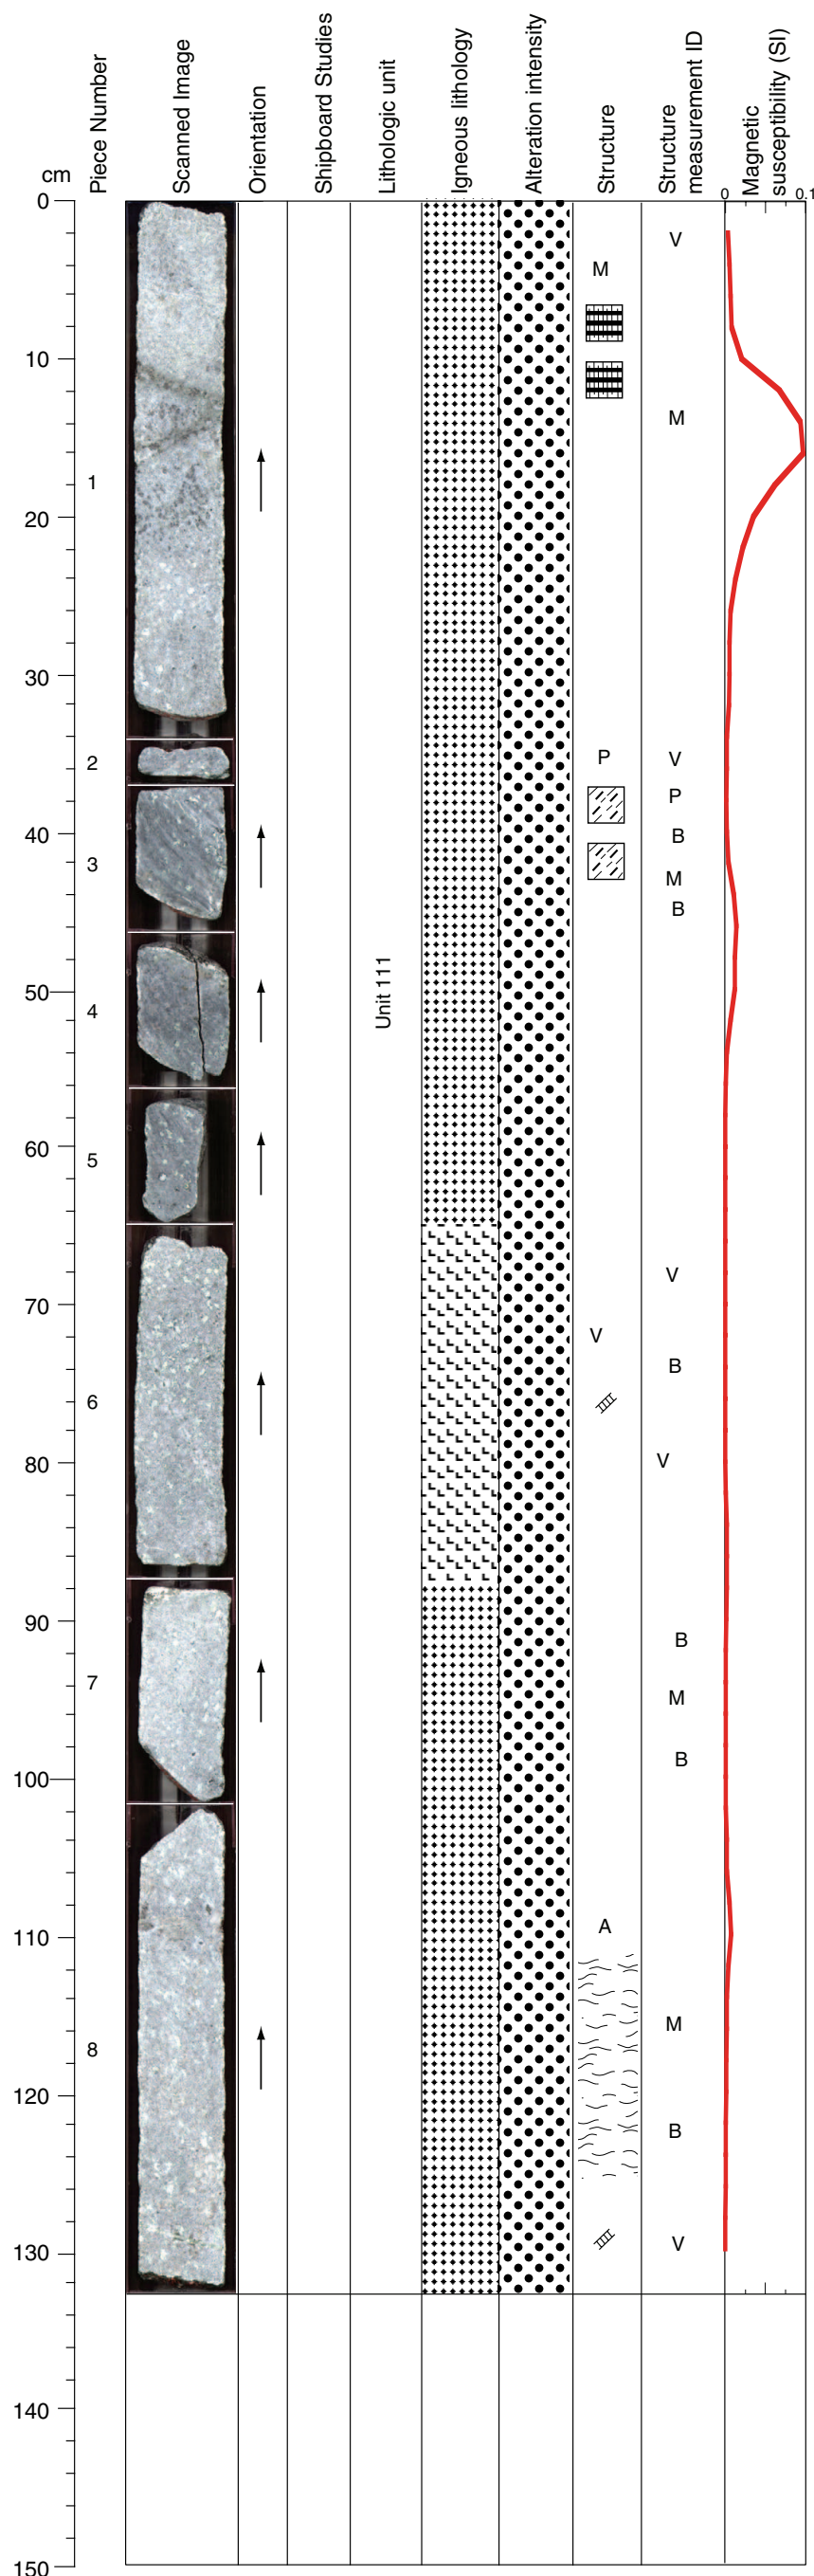 cm
Piece Number
Scanned Image
Orientation
Shipboard Studies
Lithologic unit
Igneous lithology
Alteration intensity
Structure
Structure
measurement ID
Magnetic
susceptibility (SI)
0 0.1
0
V
M
10
M
1
20
30
2 P V
P
40 B
3
M
B
Unit 111
50
4
60
5
V
70
V
B
6
80 V
90
B
7
M
B
100
A
110
M
8
120
B
V
130
140
150